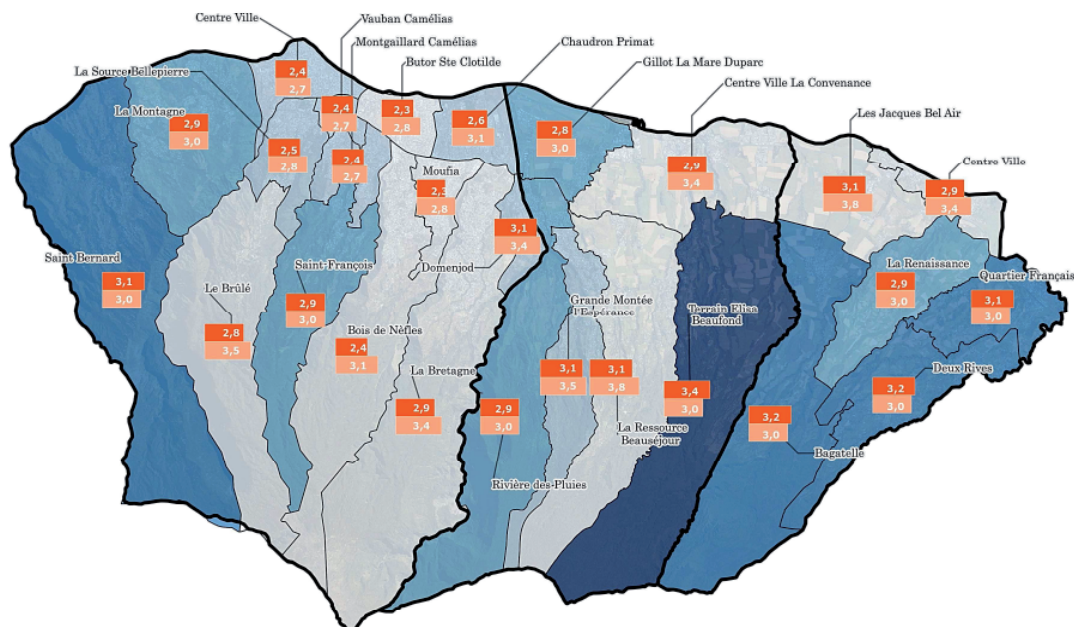 Centre Ville
Vauban Camélias
Montgaillard Camélias
Butor Ste Clotilde
Chaudron Primat
Gillot La Mare Duparc
Centre Ville La Convenance
Les Jacques Bel Air
Centre Ville
La Source Bellepierre
La Montagne
2,4
2,7
2,9
3,0
2,4
2,7
2,3
2,8
2,6
3,1
2,8
3,0
2,5
2,8
2,4
2,7
2,9
3,4
3,1
3,8
2,9
3,4
Moufia
2,3
2,8
3,1
3,4
Domenjod
Saint Bernard
3,1
3,0
Saint-François
2,9
3,0
Le Brûlé
2,8
3,5
Bois de Nèfles
2,4
3,1
La Bretagne
2,9
3,4
Grande Montée
l'Espérance
3,1
3,5
3,1
3,8
La Ressource
Beauséjour
Terrain Elisa
Beaufond
3,4
3,0
2,9
3,0
Rivière des Pluies
La Renaissance
2,9
3,0
Quartier Français
3,1
3,0
Deux Rives
3,2
3,0
3,2
3,0
Bagatelle